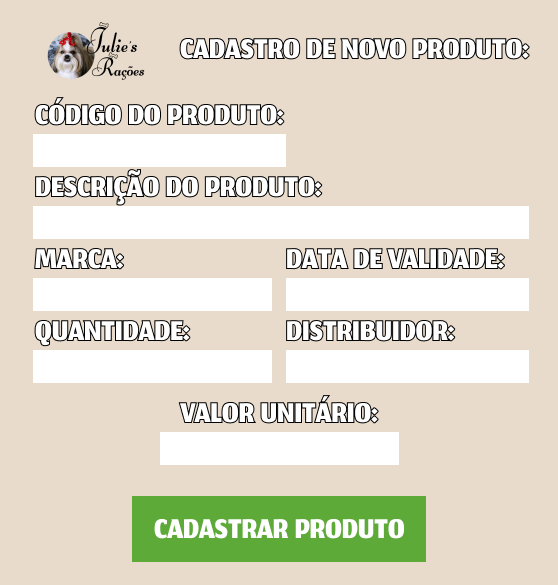 Julie's
Rações
CADASTRO DE NOVO PRODUTO:
CÓDIGO DO PRODUTO:
DESCRIÇÃO DO PRODUTO:
MARCA: DATA DE VALIDADE:
QUANTIDADE: DISTRIBUIDOR:
VALOR UNITÁRIO:
CADASTRAR PRODUTO